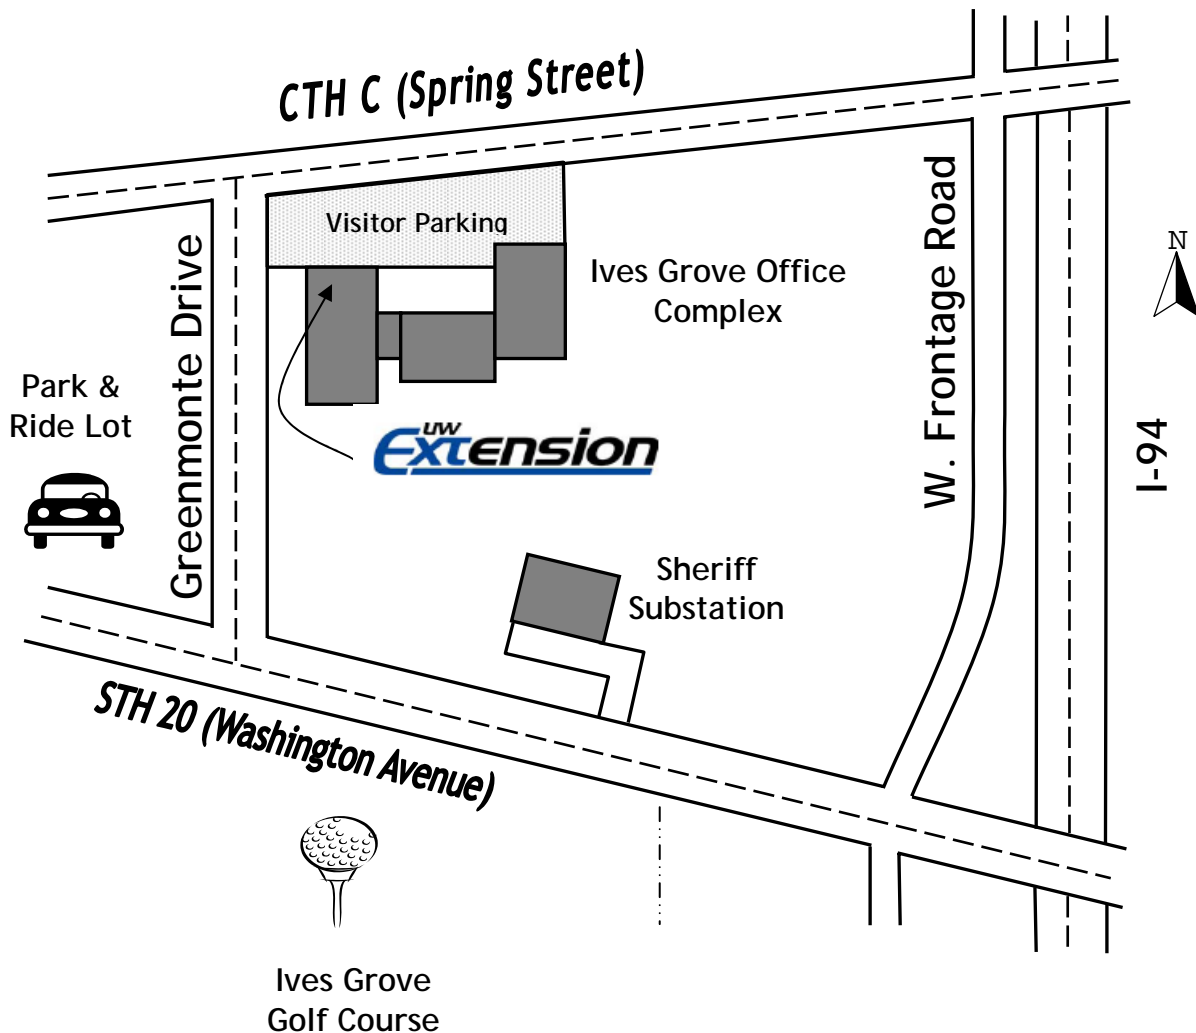 CTH C (Spring Street)
Visitor Parking
Ives Grove Office
Complex
N
Greenmonte Drive
W. Frontage Road
I-94
Park &
Ride Lot
UW
Extension
Sheriff
Substation
STH 20 (Washington Avenue)
Ives Grove
Golf Course